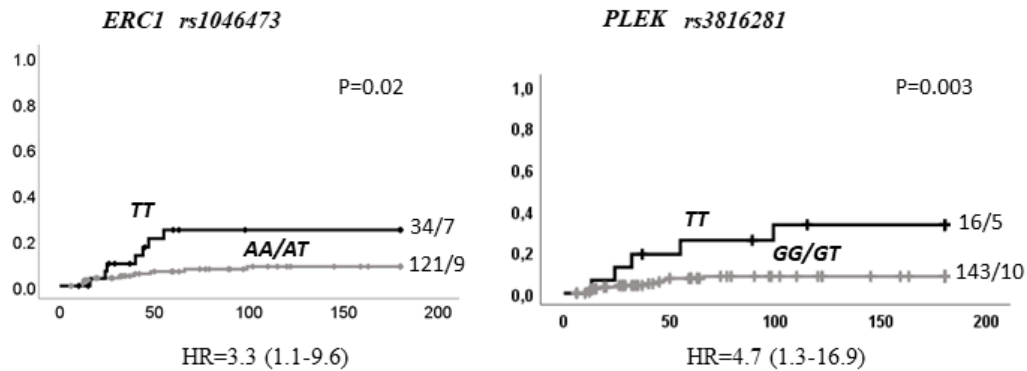 ERC1 rs1046473
1.0
0.8
0.6
0.4
0.2
0.0
P=0.02
TT
34/7
AA/AT
121/9
0 50 100 150 200
HR=3.3 (1.1-9.6)
PLEK rs3816281
1,0
0,8
0,6
0,4
0,2
0,0
P=0.003
TT
16/5
GG/GT
143/10
0 50 100 150 200
HR=4.7 (1.3-16.9)